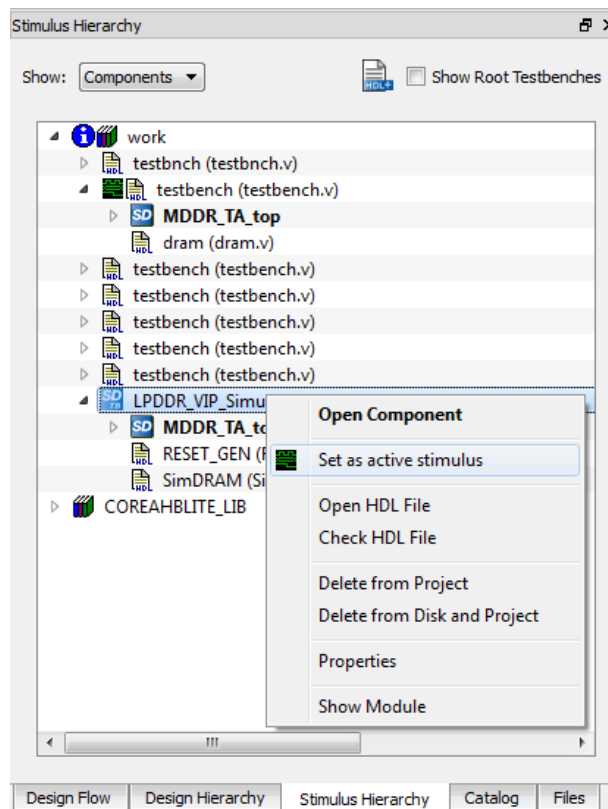 Stimulus Hierarchy
Show: Components Show Root Testbenches
work
testbnch (testbnch.v)
testbench (testbench.v)
MDDR_TA_top
dram (dram.v)
testbench (testbench.v)
testbench (testbench.v)
testbench (testbench.v)
testbench (testbench.v)
testbench (testbench.v)
LPDDR_VIP_Simu
MDDR_TA_to
RESET_GEN (F
SimDRAM (Si
COREAHBLITE_LIB
Open Component
Set as active stimulus
Open HDL File
Check HDL File
Delete from Project
Delete from Disk and Project
Properties
Show Module
Design Flow Design Hierarchy Stimulus Hierarchy Catalog Files